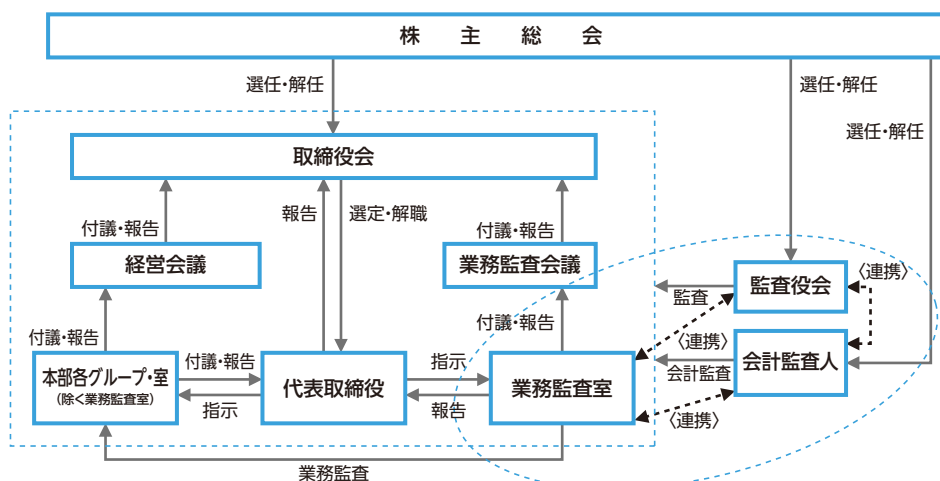 株主総会
選任・解任
選任・解任
選任・解任
取締役会
報告
選定・解職
付議・報告
付議・報告
経営会議
業務監査会議
監査役会
〈連携〉
監査
付議・報告
付議・報告
〈連携〉
会計監査
会計監査人
本部各グループ・室
(除く業務監査室)
付議・報告
指示
代表取締役
指示
報告
業務監査室
〈連携〉
業務監査